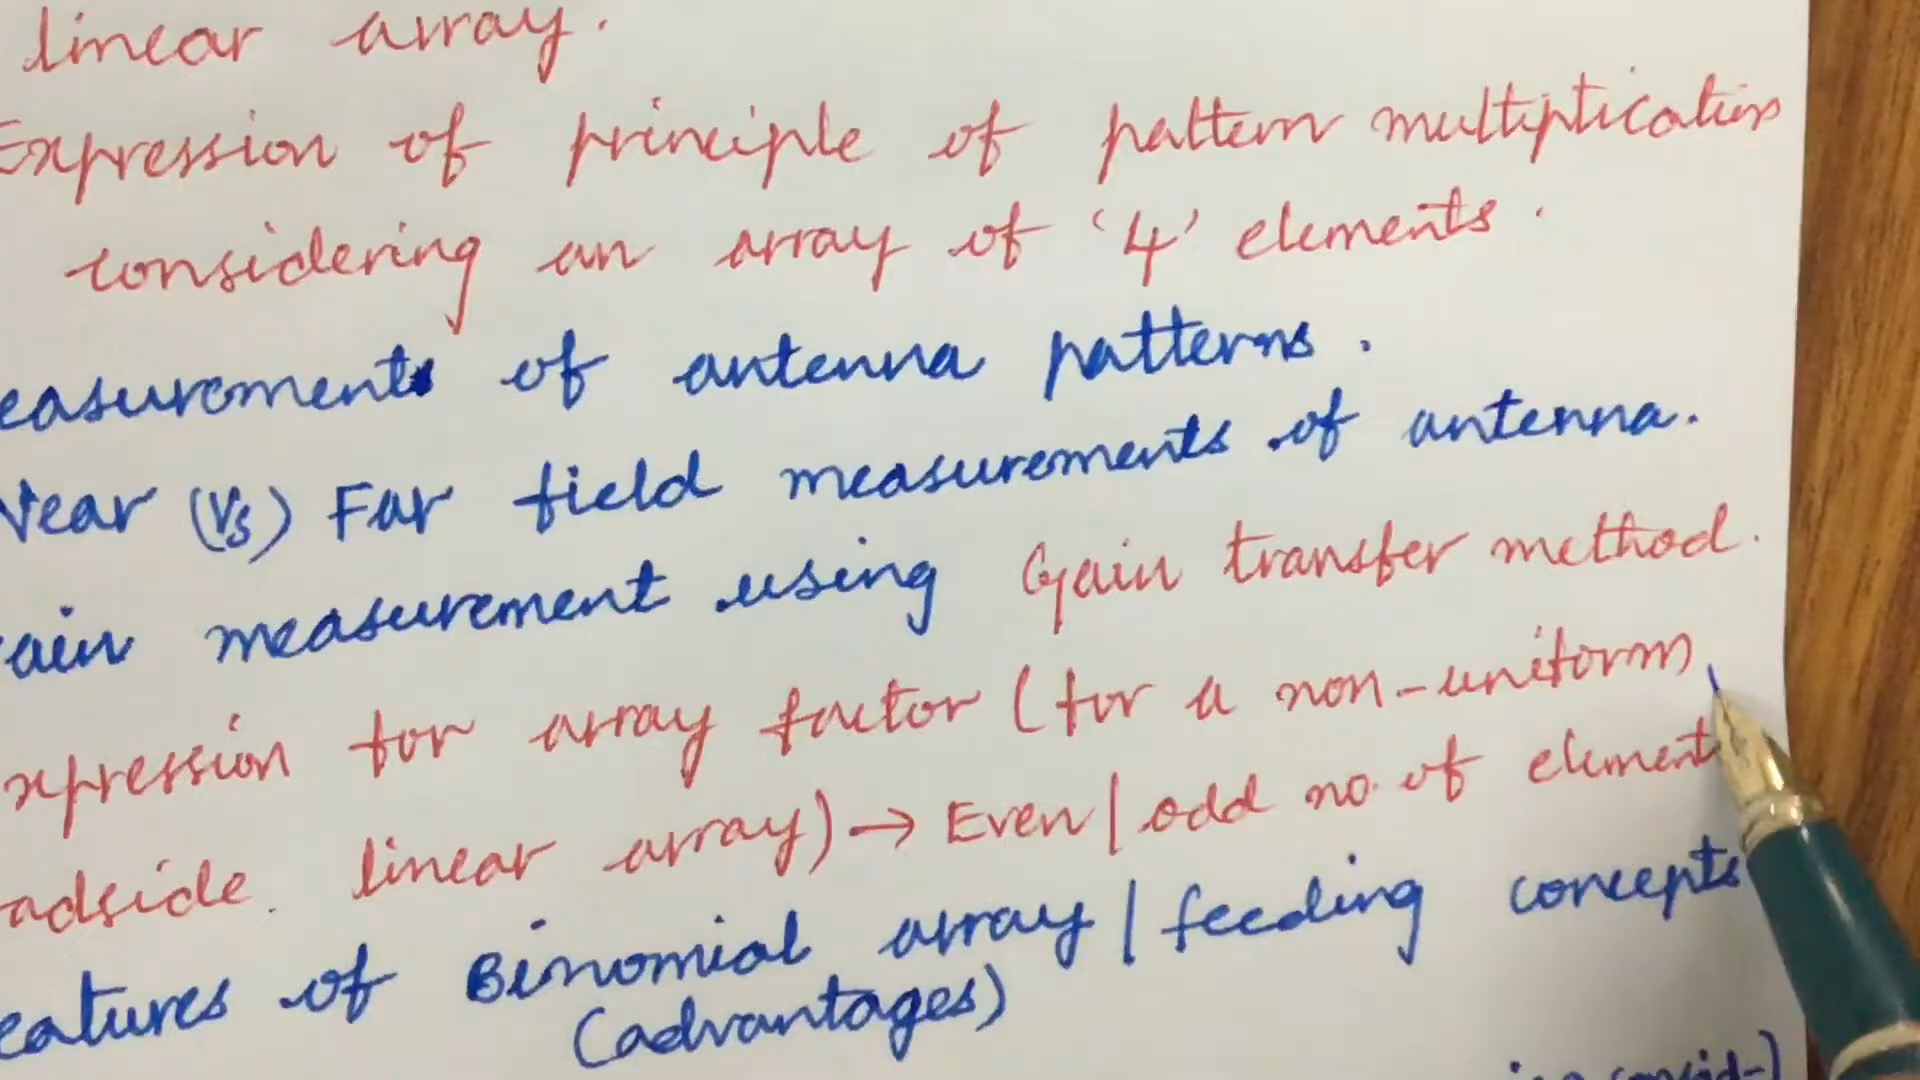 linear array.
Expression of principle of pattern multiplication
considering an array of '4' elements.
easurements of antenna patterns.
Near (Vs) Far field measurements of antenna.
ain measurement using Gain transfer method.
xpression for array factor (for a non-uniform
adside linear array) → Even | odd no. of element
eatures of Binomial array | feeding concepts
(advantages)